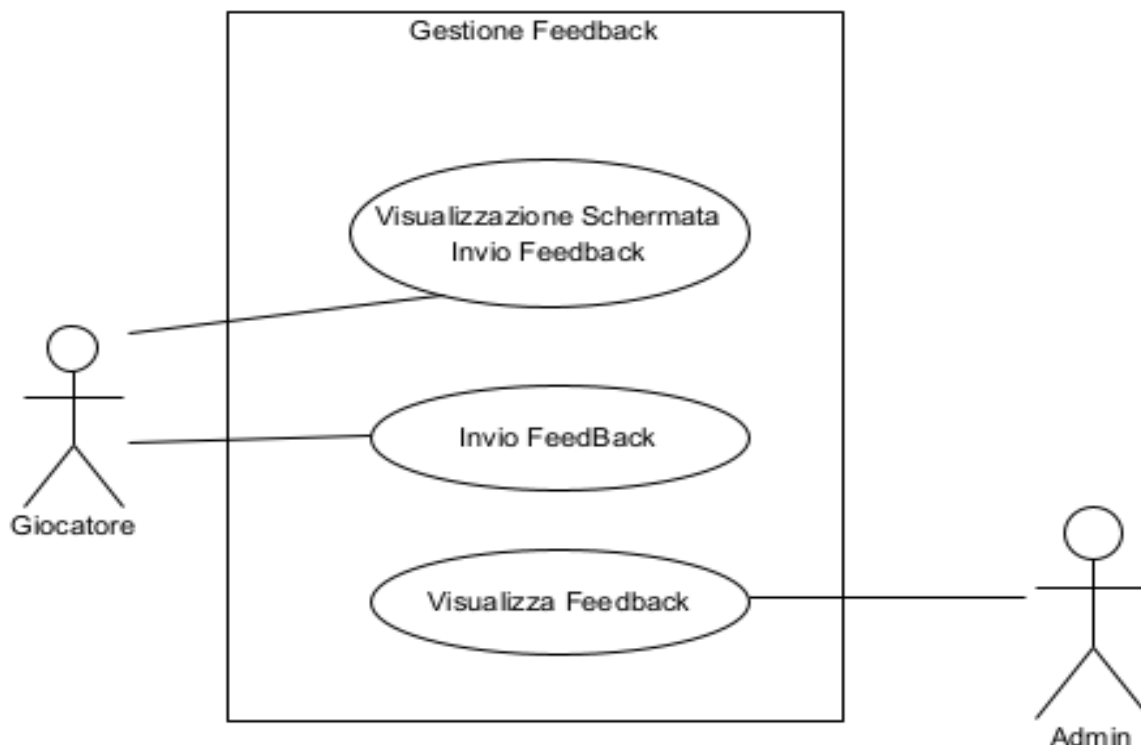 Gestione Feedback
Visualizzazione Schermata
Invio Feedback
Invio FeedBack
Giocatore
Visualizza Feedback
Admin